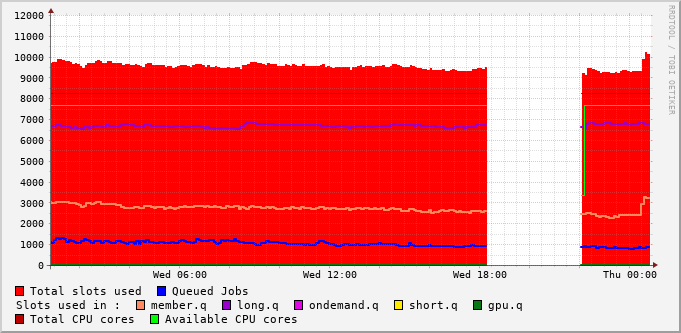 12000
11000
10000
9000
8000
7000
6000
5000
4000
3000
2000
1000
0
Wed 06:00 Wed 12:00 Wed 18:00 Thu 00:00
RRDTOOL / TOBI OETIKER
Total slots used Queued Jobs
Slots used in : member.q long.q ondemand.q short.q gpu.q
Total CPU cores Available CPU cores